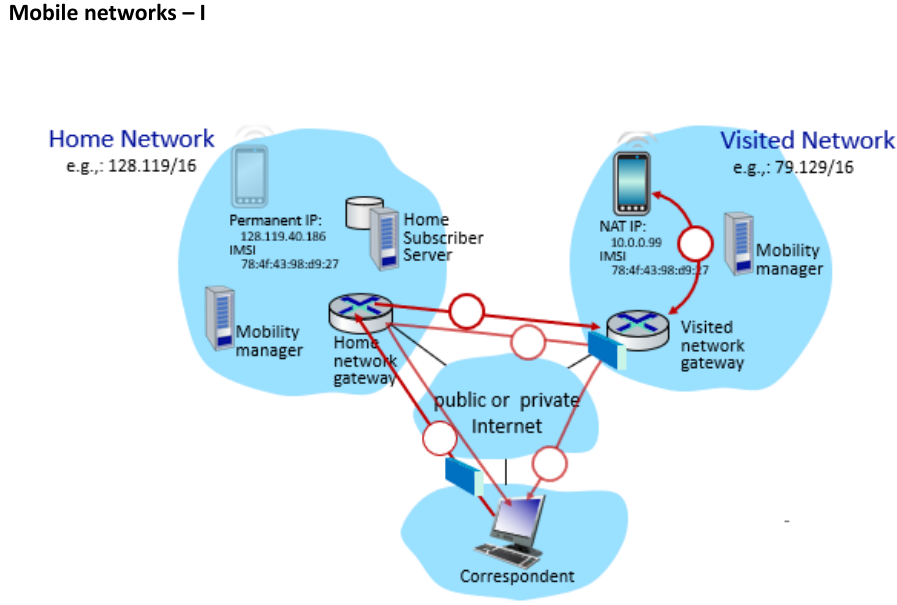 Mobile networks – I
Home Network
e.g.,: 128.119/16
Visited Network
e.g.,: 79.129/16
Permanent IP:
128.119.40.186
IMSI
78:4f:43:98:d9:27
Home
Subscriber
Server
Mobility
manager
Home
network
gateway
NAT IP:
10.0.0.99
IMSI
78:4f:43:98:d9:27
Mobility
manager
Visited
network
gateway
public or private
Internet
Correspondent
-